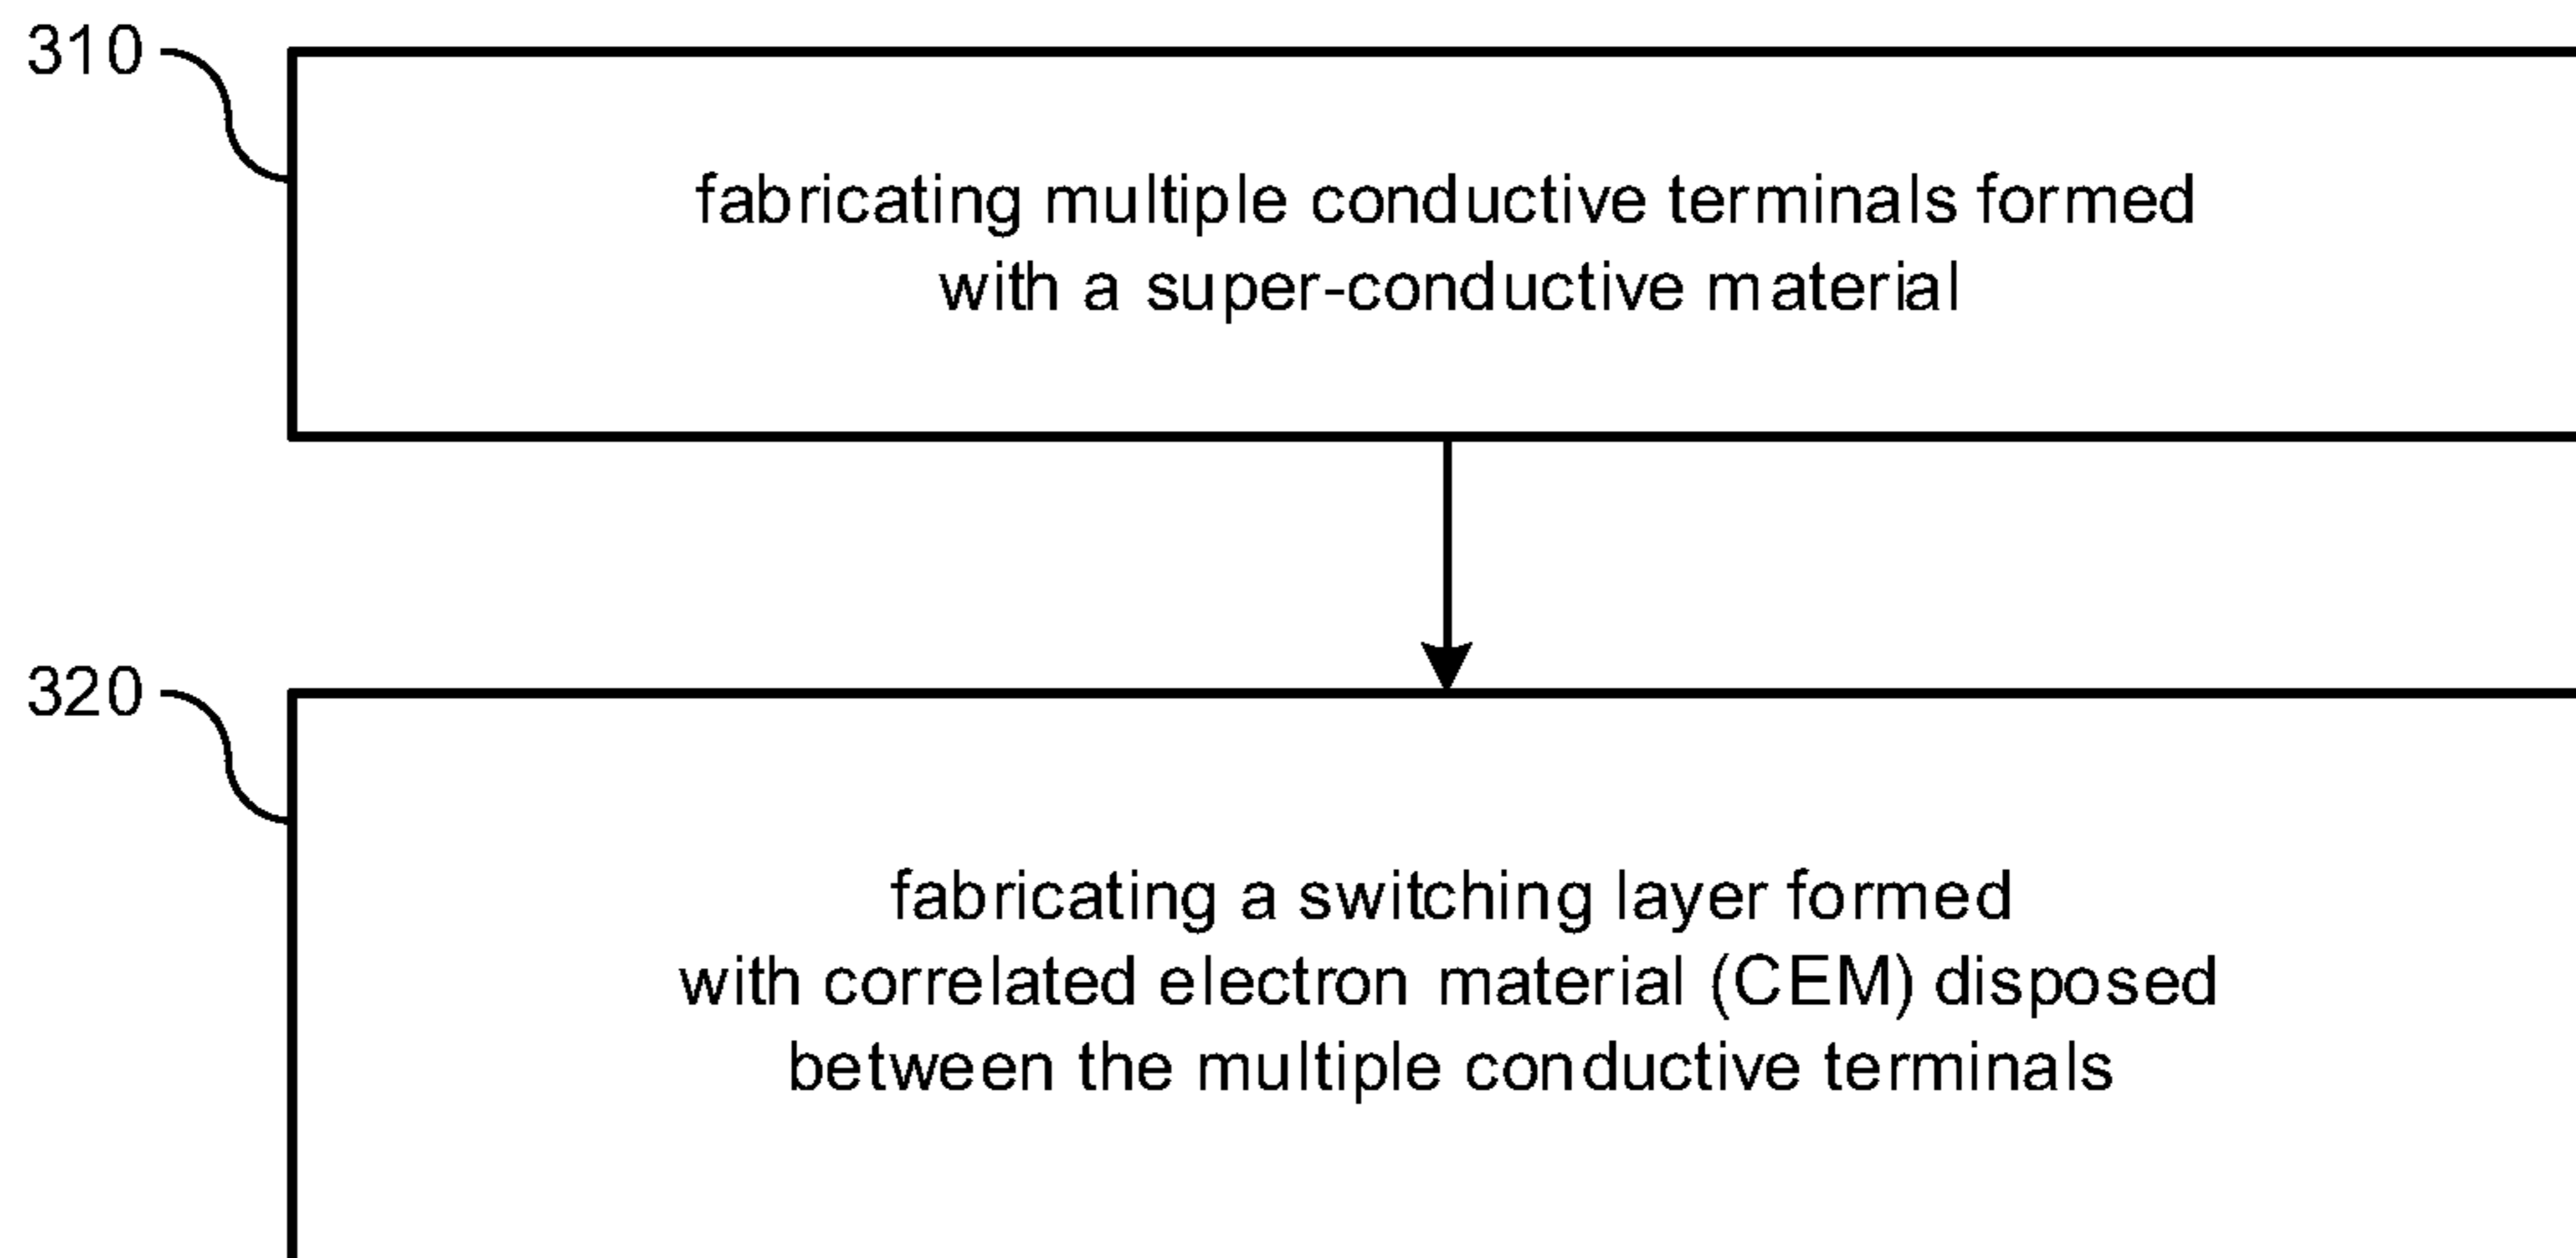 310
fabricating multiple conductive terminals formed
with a super-conductive material
320
fabricating a switching layer formed
with correlated electron material (CEM) disposed
between the multiple conductive terminals